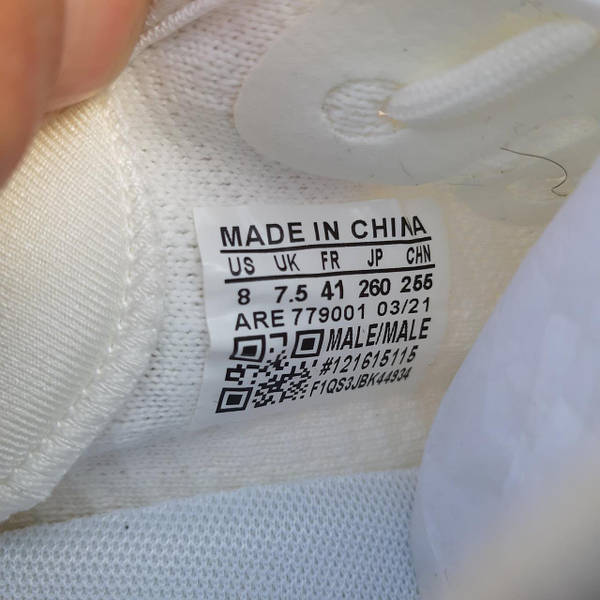 MADE IN CHINA
US UK FR JP CHN
8 7.5 41 260 255
ARE 779001 03/21
MALE/MALE
#121615115
F1QS3JBK44934